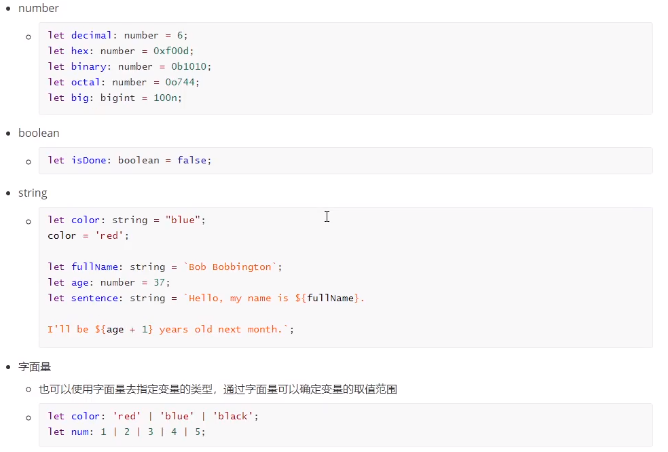 number
let decimal: number = 6;
let hex: number = 0xf00d;
let binary: number = 0b1010;
let octal: number = 0o744;
let big: bigint = 100n;
boolean
let isDone: boolean = false;
string
let color: string = "blue";
color = 'red';
let fullName: string = `Bob Bobbington`;
let age: number = 37;
let sentence: string = `Hello, my name is ${fullName}.
I'll be ${age + 1} years old next month.`;
字面量
也可以使用字面量去指定变量的类型，通过字面量可以确定变量的取值范围
let color: 'red' | 'blue' | 'black';
let num: 1 | 2 | 3 | 4 | 5;